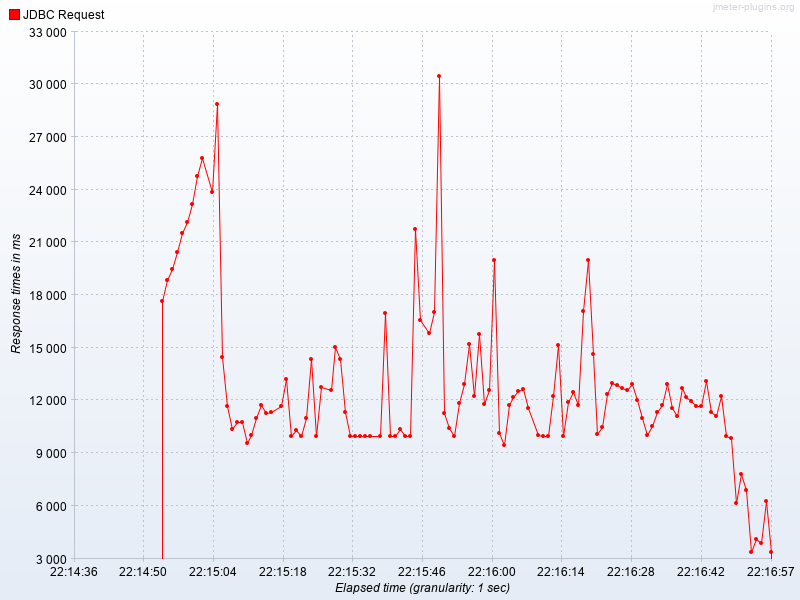 jmeter-plugins.org
JDBC Request
33 000
30 000
27 000
24 000
21 000
18 000
15 000
12 000
9 000
6 000
3 000
Response times in ms
22:14:36 22:14:50 22:15:04 22:15:18 22:15:32 22:15:46 22:16:00 22:16:14 22:16:28 22:16:42 22:16:57
Elapsed time (granularity: 1 sec)